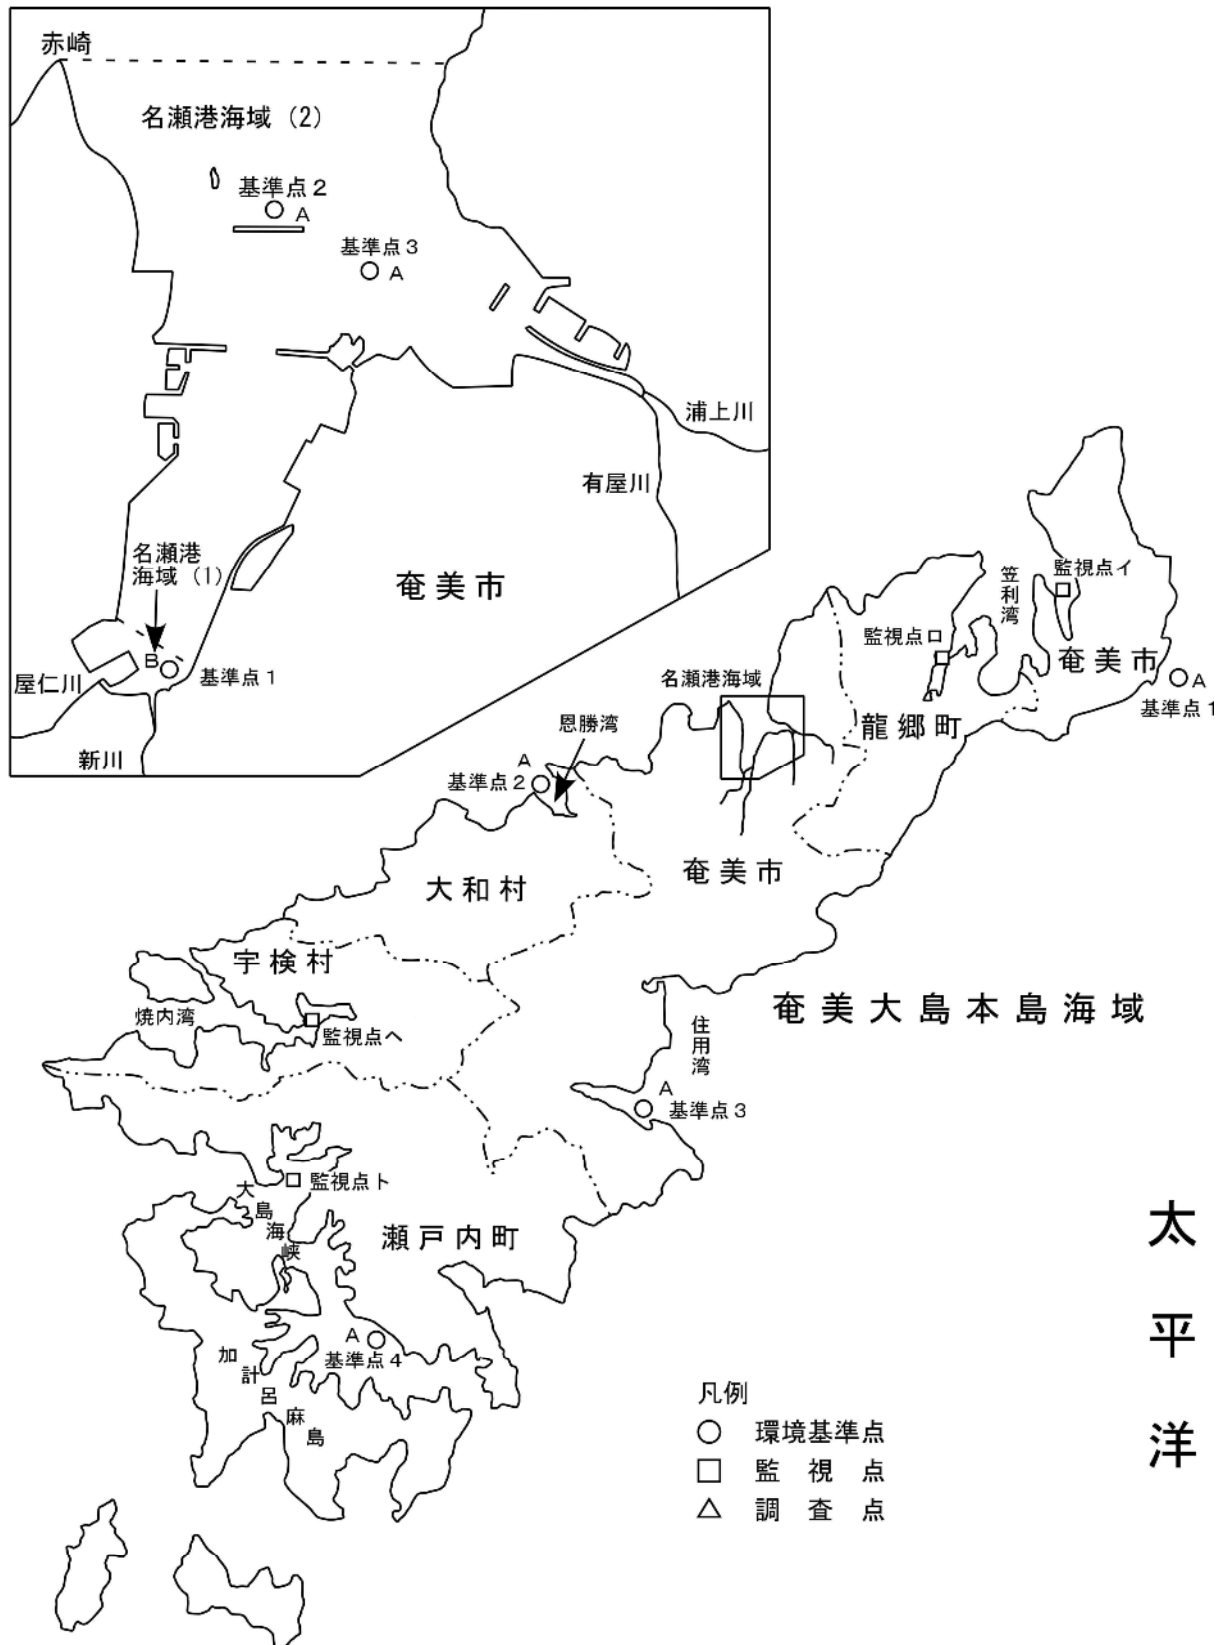 赤崎
名瀬港海域（2）
基準点２
A
基準点３
A
浦上川
有屋川
名瀬港
海域（1）
奄美市
B
基準点１
屋仁川
新川
笠利湾
監視点イ
監視点ロ
奄美市
A
基準点１
名瀬港海域
龍郷町
恩勝湾
A
基準点２
奄美市
大和村
宇検村
焼内湾
監視点ヘ
奄美大島本島海域
住用湾
A
基準点３
監視点ト
大島海峡
瀬戸内町
A
基準点４
加計呂麻島
太平洋
凡例
○ 環境基準点
□ 監視点
△ 調査点